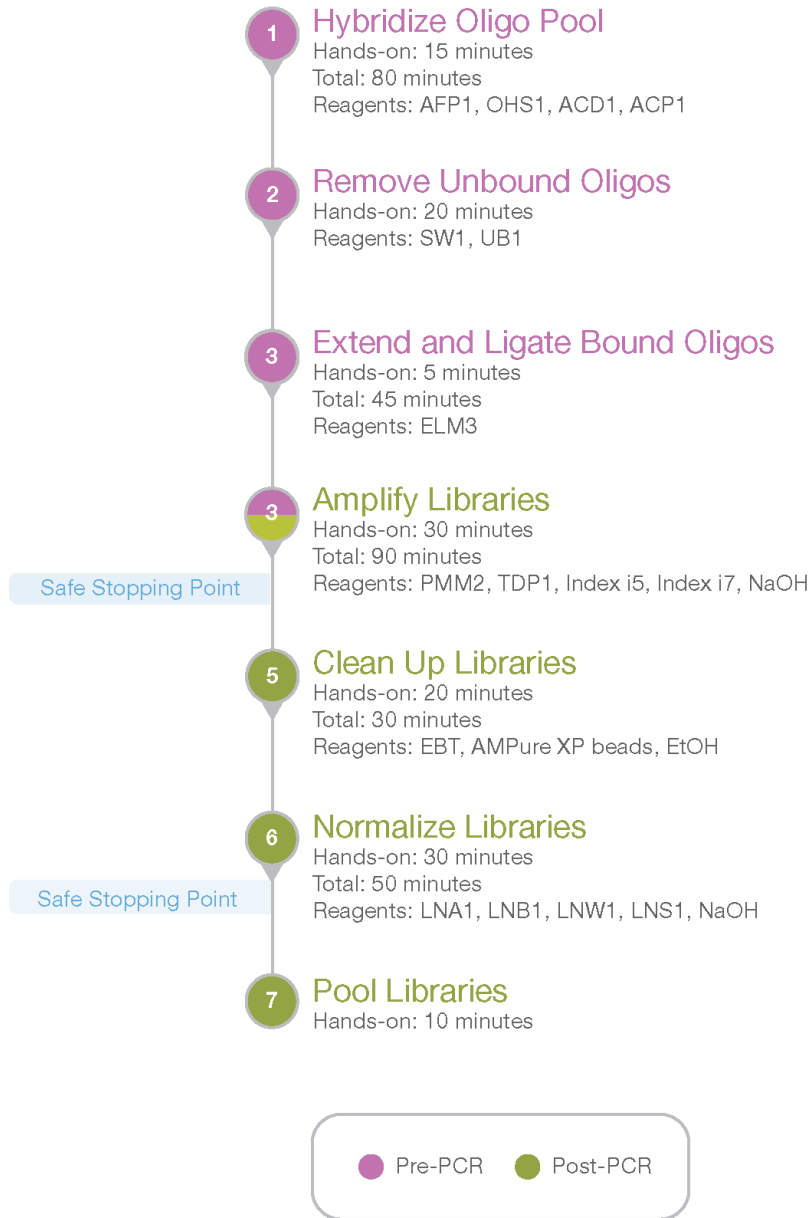 1
Hybridize Oligo Pool
Hands-on: 15 minutes
Total: 80 minutes
Reagents: AFP1, OHS1, ACD1, ACP1
2
Remove Unbound Oligos
Hands-on: 20 minutes
Reagents: SW1, UB1
3
Extend and Ligate Bound Oligos
Hands-on: 5 minutes
Total: 45 minutes
Reagents: ELM3
3
Amplify Libraries
Hands-on: 30 minutes
Total: 90 minutes
Reagents: PMM2, TDP1, Index i5, Index i7, NaOH
Safe Stopping Point
5
Clean Up Libraries
Hands-on: 20 minutes
Total: 30 minutes
Reagents: EBT, AMPure XP beads, EtOH
6
Normalize Libraries
Hands-on: 30 minutes
Total: 50 minutes
Reagents: LNA1, LNB1, LNW1, LNS1, NaOH
Safe Stopping Point
7
Pool Libraries
Hands-on: 10 minutes
Pre-PCR
Post-PCR